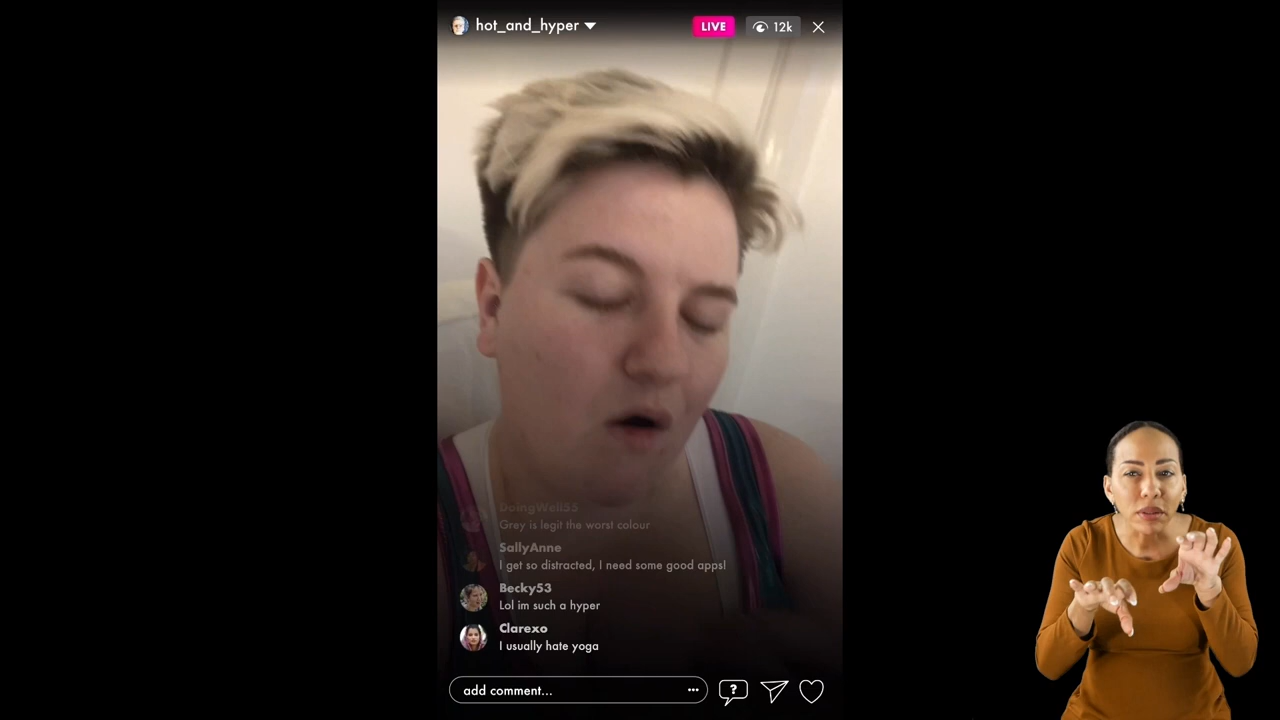 hot_and_hyper
LIVE
12k
DoingWell55
Grey is legit the worst colour
SallyAnne
I get so distracted, I need some good apps!
Becky53
Lol im such a hyper
Clarexo
I usually hate yoga
add comment...
?